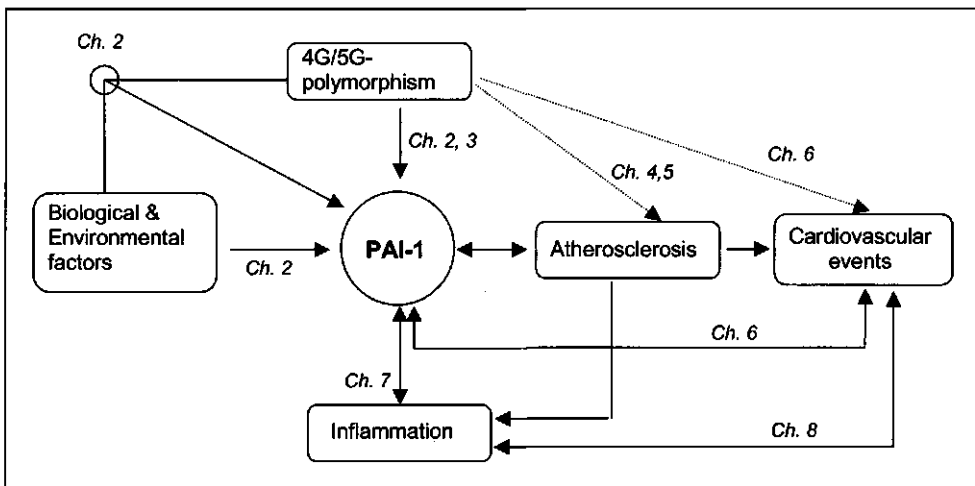 Ch. 2
4G/5G-
polymorphism
Ch. 2, 3
Ch. 6
Ch. 4,5
Biological &
Environmental
factors
Ch. 2
PAI-1
Atherosclerosis
Cardiovascular
events
Ch. 6
Ch. 7
Inflammation
Ch. 8